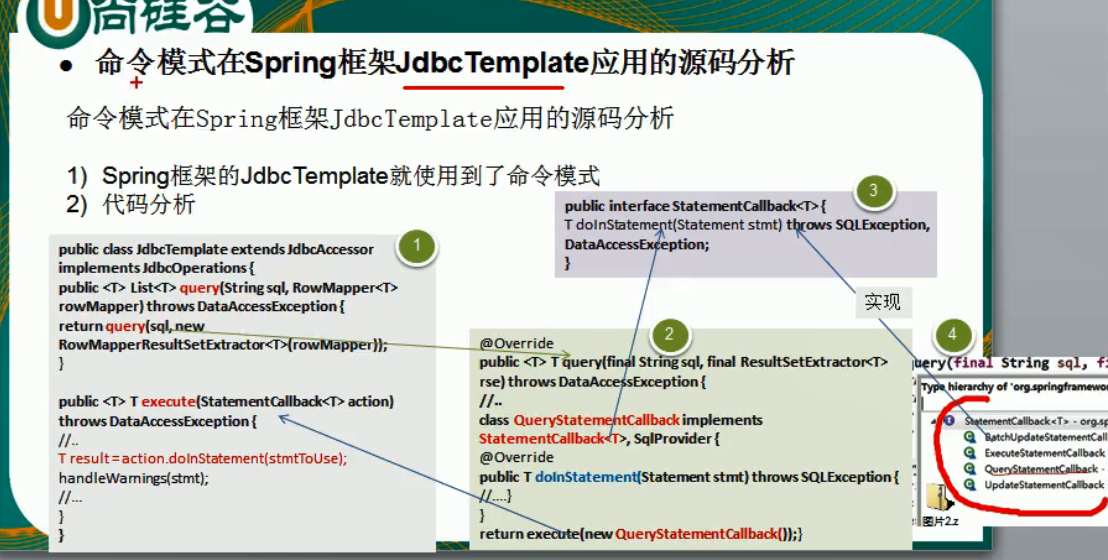 尚硅谷
命令模式在Spring框架JdbcTemplate应用的源码分析
命令模式在Spring框架JdbcTemplate应用的源码分析
1) Spring框架的JdbcTemplate就使用到了命令模式
2) 代码分析
1
public class JdbcTemplate extends JdbcAccessor
implements JdbcOperations {
public <T> List<T> query(String sql, RowMapper<T>
rowMapper) throws DataAccessException {
return query(sql, new
RowMapperResultSetExtractor<T>(rowMapper));
}
public <T> T execute(StatementCallback<T> action)
throws DataAccessException {
//..
T result = action.doInStatement(stmtToUse);
handleWarnings(stmt);
//...
}
}
2
@Override
public <T> T query(final String sql, final ResultSetExtractor<T>
rse) throws DataAccessException {
//..
class QueryStatementCallback implements
StatementCallback<T>, SqlProvider {
@Override
public T doInStatement(Statement stmt) throws SQLException {
//....}
}
return execute(new QueryStatementCallback());}
3
public interface StatementCallback<T> {
T doInStatement(Statement stmt) throws SQLException,
DataAccessException;
}
实现
4
query(final String sql, fi
Type hierarchy of 'org.springframewo
StatementCallback<T> - org.sp
BatchUpdateStatementCall
ExecuteStatementCallback
QueryStatementCallback -
UpdateStatementCallback
图片2.z